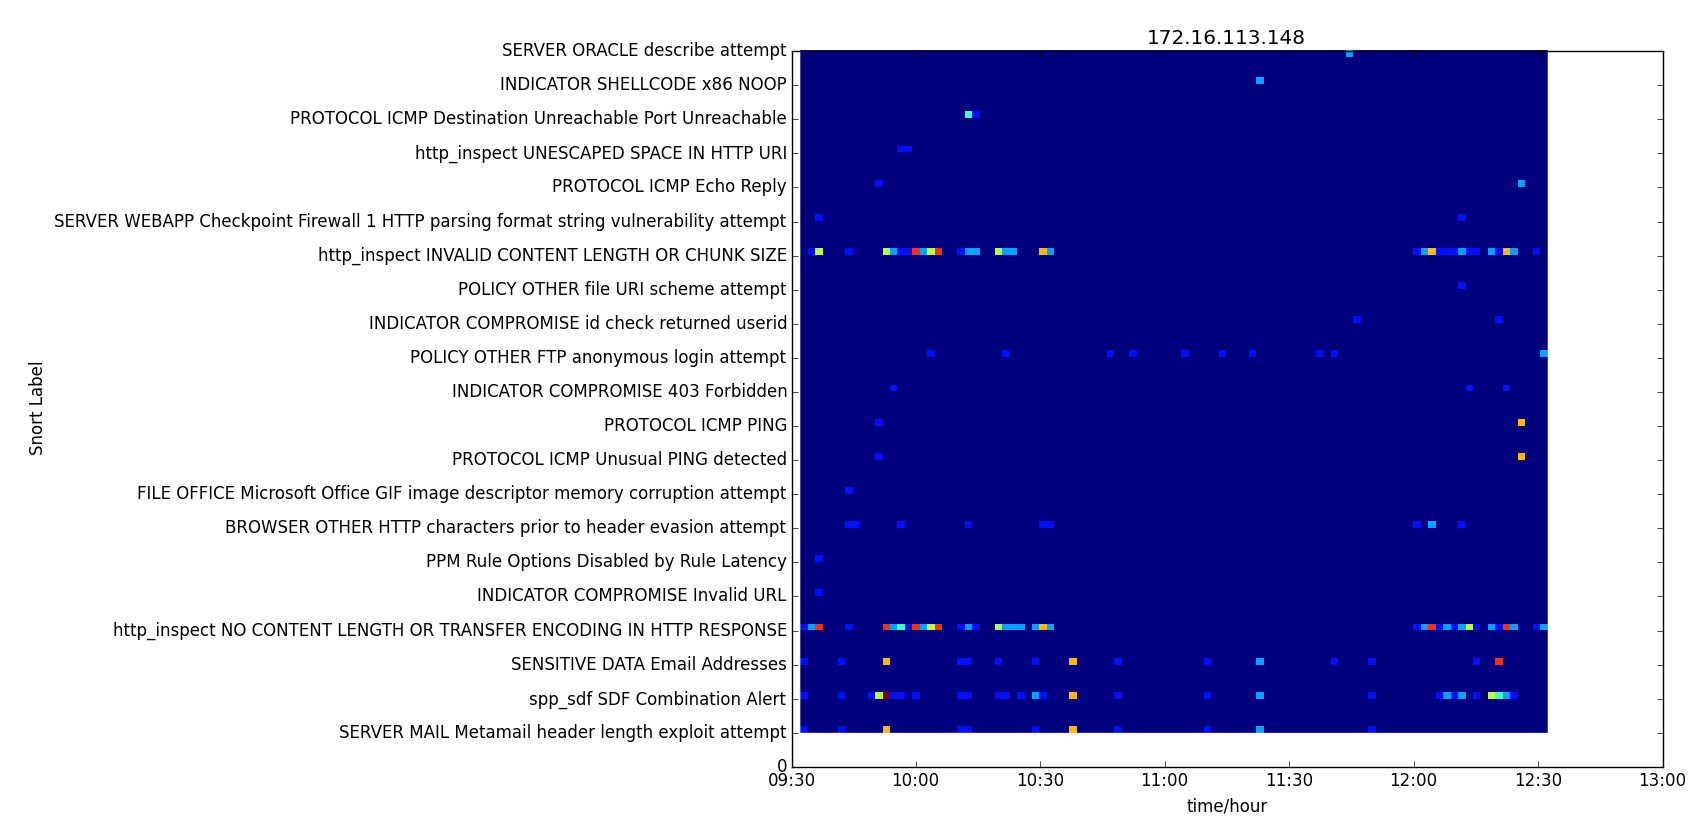 172.16.113.148
SERVER ORACLE describe attempt
INDICATOR SHELLCODE x86 NOOP
PROTOCOL ICMP Destination Unreachable Port Unreachable
http_inspect UNESCAPED SPACE IN HTTP URI
PROTOCOL ICMP Echo Reply
SERVER WEBAPP Checkpoint Firewall 1 HTTP parsing format string vulnerability attempt
http_inspect INVALID CONTENT LENGTH OR CHUNK SIZE
POLICY OTHER file URI scheme attempt
INDICATOR COMPROMISE id check returned userid
POLICY OTHER FTP anonymous login attempt
INDICATOR COMPROMISE 403 Forbidden
PROTOCOL ICMP PING
PROTOCOL ICMP Unusual PING detected
FILE OFFICE Microsoft Office GIF image descriptor memory corruption attempt
BROWSER OTHER HTTP characters prior to header evasion attempt
PPM Rule Options Disabled by Rule Latency
INDICATOR COMPROMISE Invalid URL
http_inspect NO CONTENT LENGTH OR TRANSFER ENCODING IN HTTP RESPONSE
SENSITIVE DATA Email Addresses
spp_sdf SDF Combination Alert
SERVER MAIL Metamail header length exploit attempt
0
Snort Label
09:30 10:00 10:30 11:00 11:30 12:00 12:30 13:00
time/hour